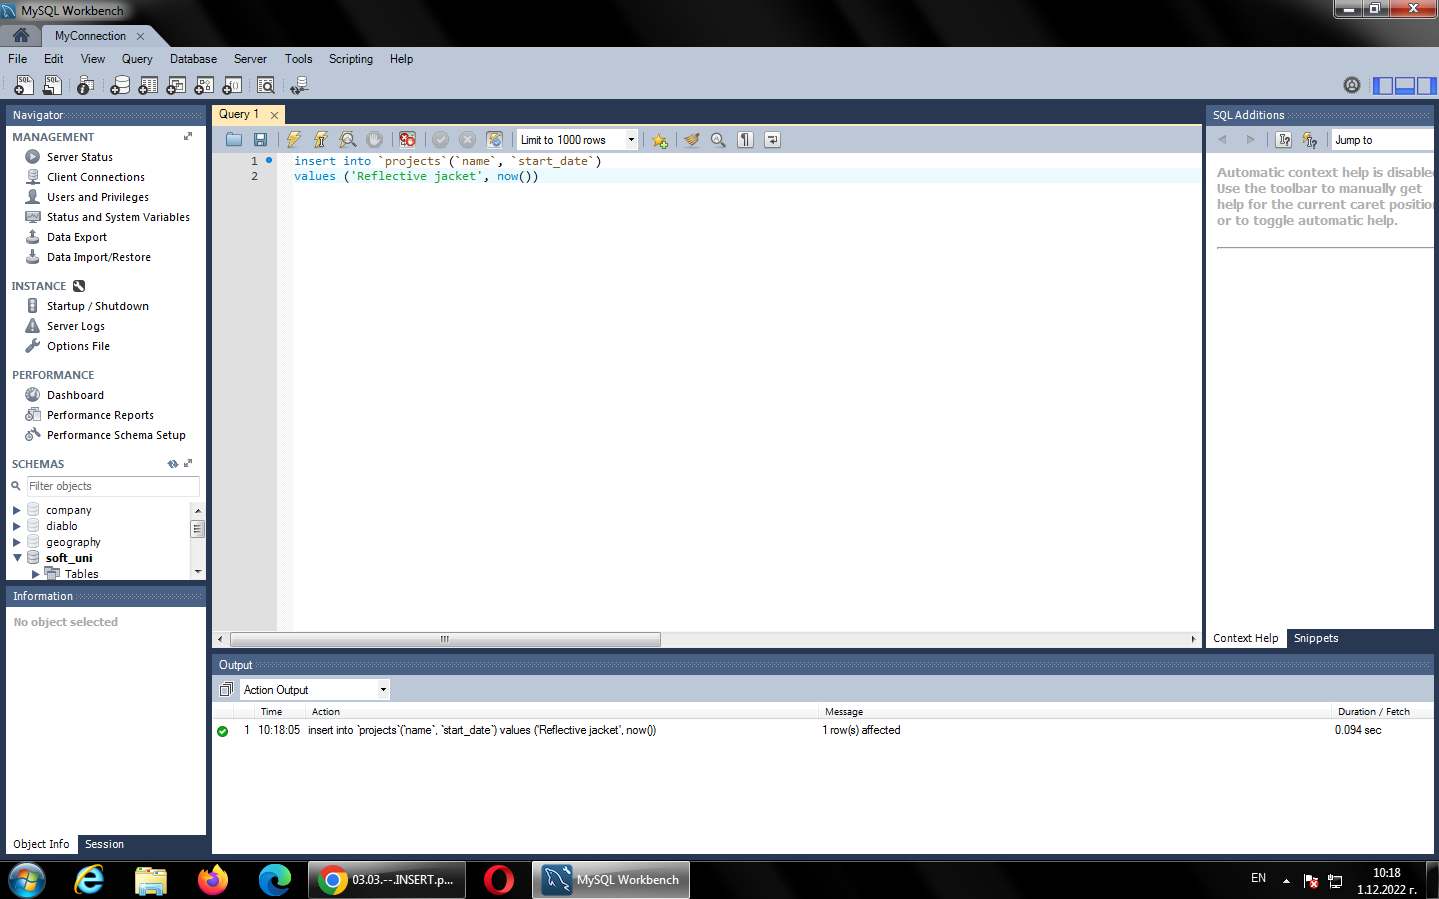 MySQL Workbench
MyConnection
File Edit View Query Database Server Tools Scripting Help
Navigator
MANAGEMENT
Server Status
Client Connections
Users and Privileges
Status and System Variables
Data Export
Data Import/Restore
INSTANCE
Startup / Shutdown
Server Logs
Options File
PERFORMANCE
Dashboard
Performance Reports
Performance Schema Setup
SCHEMAS
Filter objects
company
diablo
geography
soft_uni
Tables
Information
No object selected
Object Info Session
Query 1
Limit to 1000 rows
1 insert into `projects`(`name`, `start_date`)
2 values ('Reflective jacket', now())
SQL Additions
Jump to
Automatic context help is disabled
Use the toolbar to manually get
help for the current caret position
or to toggle automatic help.
Context Help Snippets
Output
Action Output
Time Action Message Duration / Fetch
1 10:18:05 insert into `projects`(`name`, `start_date`) values ('Reflective jacket', now()) 1 row(s) affected 0.094 sec
03.03.--.INSERT.p...
MySQL Workbench
EN
10:18
1.12.2022 г.